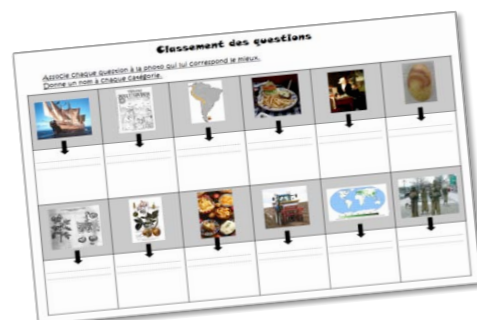 Classement des questions
Associe chaque question à la photo qui lui correspond le mieux.
Donne un nom à chaque catégorie.